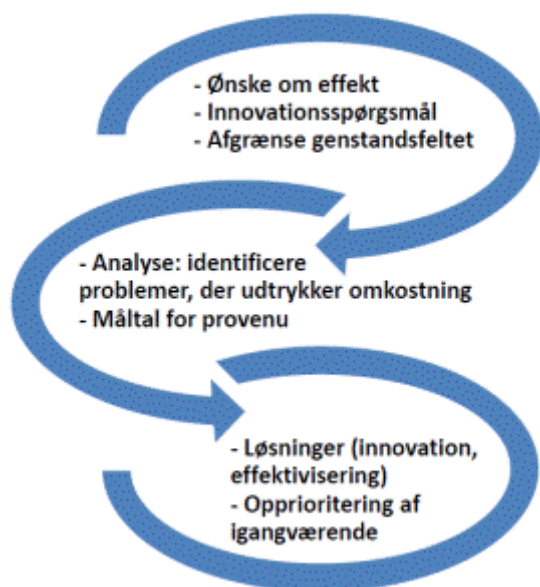 - Ønske om effekt
- Innovationsspørgsmål
- Afgrænse genstandsfeltet
- Analyse: identificere
problemer, der udtrykker omkostning
- Måltal for provenu
- Løsninger (innovation,
effektivisering)
- Opprioritering af
igangværende